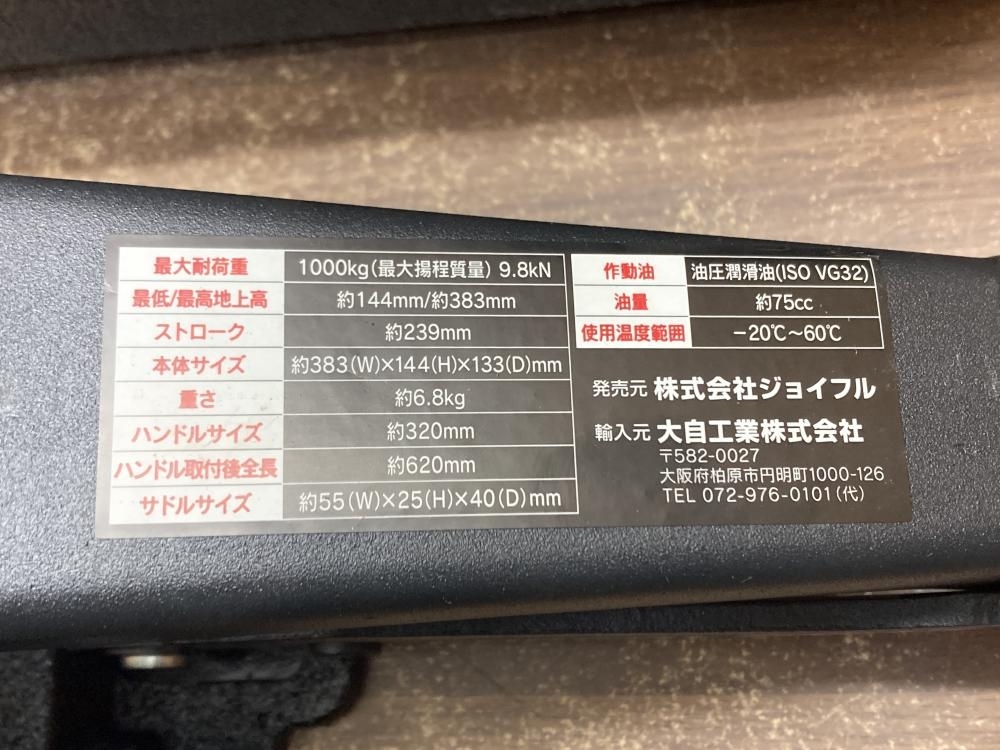 最大耐荷重 1000kg(最大揚程質量) 9.8kN
最低/最高地上高 約144mm/約383mm
ストローク 約239mm
本体サイズ 約383(W)×144(H)×133(D)mm
重さ 約6.8kg
ハンドルサイズ 約320mm
ハンドル取付後全長 約620mm
サドルサイズ 約55(W)×25(H)×40(D)mm
作動油 油圧潤滑油(ISO VG32)
油量 約75cc
使用温度範囲 −20℃〜60℃
発売元 株式会社ジョイフル
輸入元 大自工業株式会社
〒582-0027
大阪府柏原市円明町1000-126
TEL 072-976-0101(代)